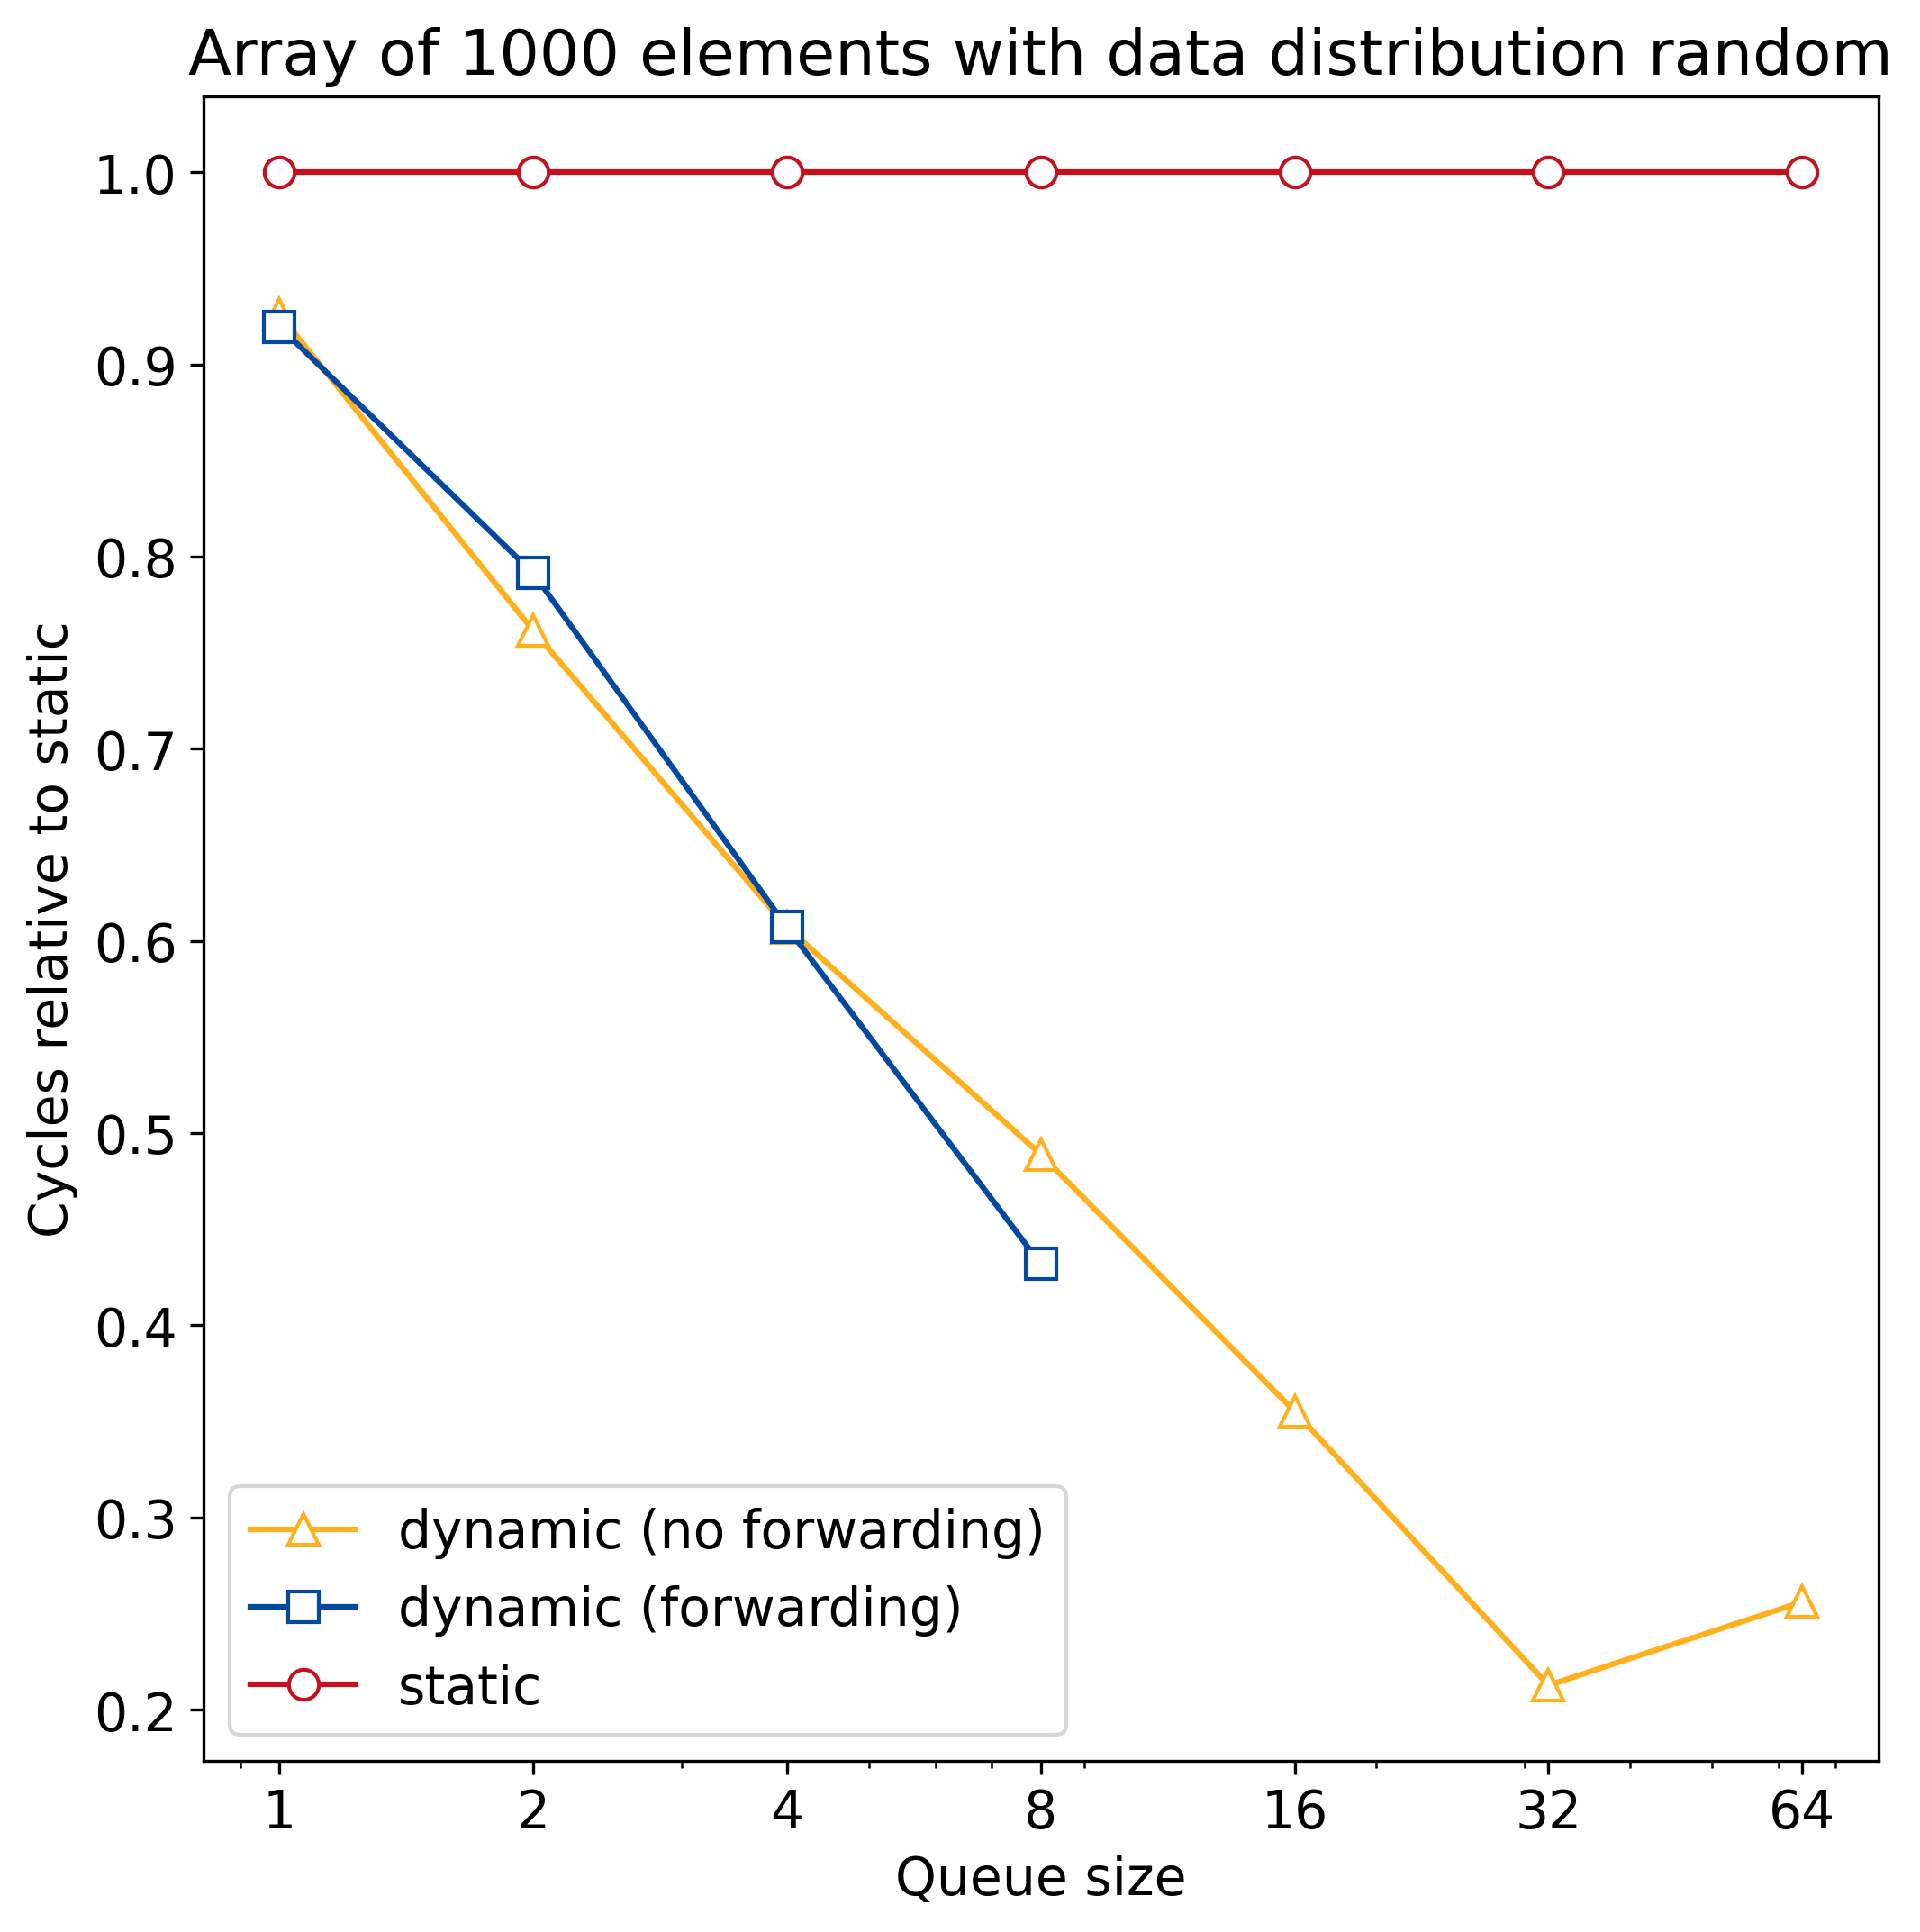 Array of 1000 elements with data distribution random
Cycles relative to static
1.0
0.9
0.8
0.7
0.6
0.5
0.4
0.3
0.2
dynamic (no forwarding)
dynamic (forwarding)
static
1 2 4 8 16 32 64
Queue size